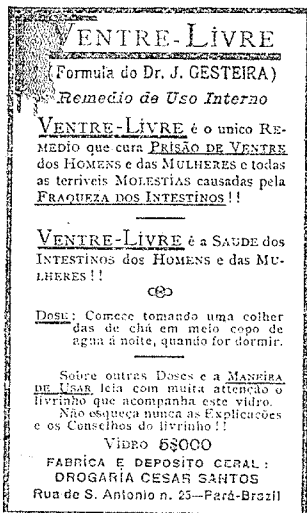 VENTRE-LIVRE
(Formula do Dr. J. GESTEIRA)
Remedio de Uso Interno
VENTRE-LIVRE é o unico RE-
MEDIO que cura PRISÃO DE VENTRE
dos HOMENS e das MULHERES e todas
as terriveis MOLESTIAS causadas pela
FRAQUEZA DOS INTESTINOS ! !
VENTRE-LIVRE é a SAUDE dos
INTESTINOS dos HOMENS e das MU-
LHERES ! !
DOSE: Comece tomando uma colher
das de chá em meio copo de
agua á noite, quando for dormir.
Sobre outras Doses e a MANEIRA
DE USAR leia com muita attenção o
livrinho que acompanha este vidro.
Não esqueça nunca as Explicações
e os Conselhos do livrinho ! !
VIDRO 5$000
FABRICA E DEPOSITO GERAL :
DROGARIA CESAR SANTOS
Rua de S. Antonio n. 25—Pará-Brazil